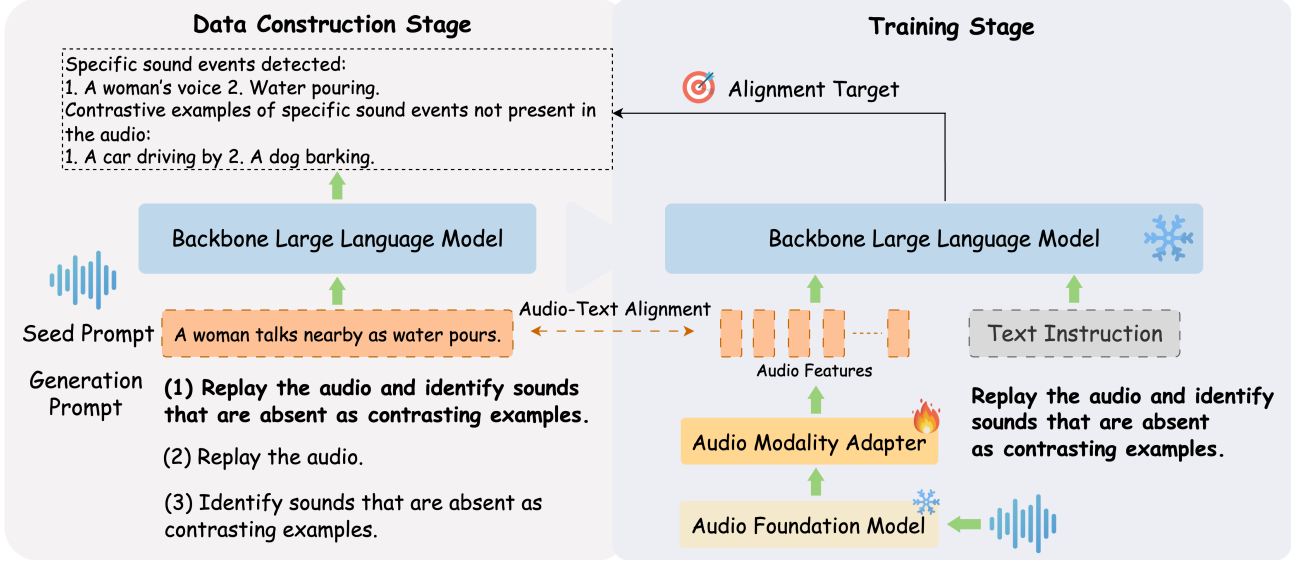 Data Construction Stage
Specific sound events detected:
1. A woman's voice 2. Water pouring.
Contrastive examples of specific sound events not present in
the audio:
1. A car driving by 2. A dog barking.
Backbone Large Language Model
Seed Prompt
A woman talks nearby as water pours.
Generation
Prompt
(1) Replay the audio and identify sounds
that are absent as contrasting examples.
(2) Replay the audio.
(3) Identify sounds that are absent as
contrasting examples.
Audio-Text Alignment
Training Stage
Alignment Target
Backbone Large Language Model
Audio Features
Text Instruction
Replay the audio and identify
sounds that are absent
as contrasting examples.
Audio Modality Adapter
Audio Foundation Model